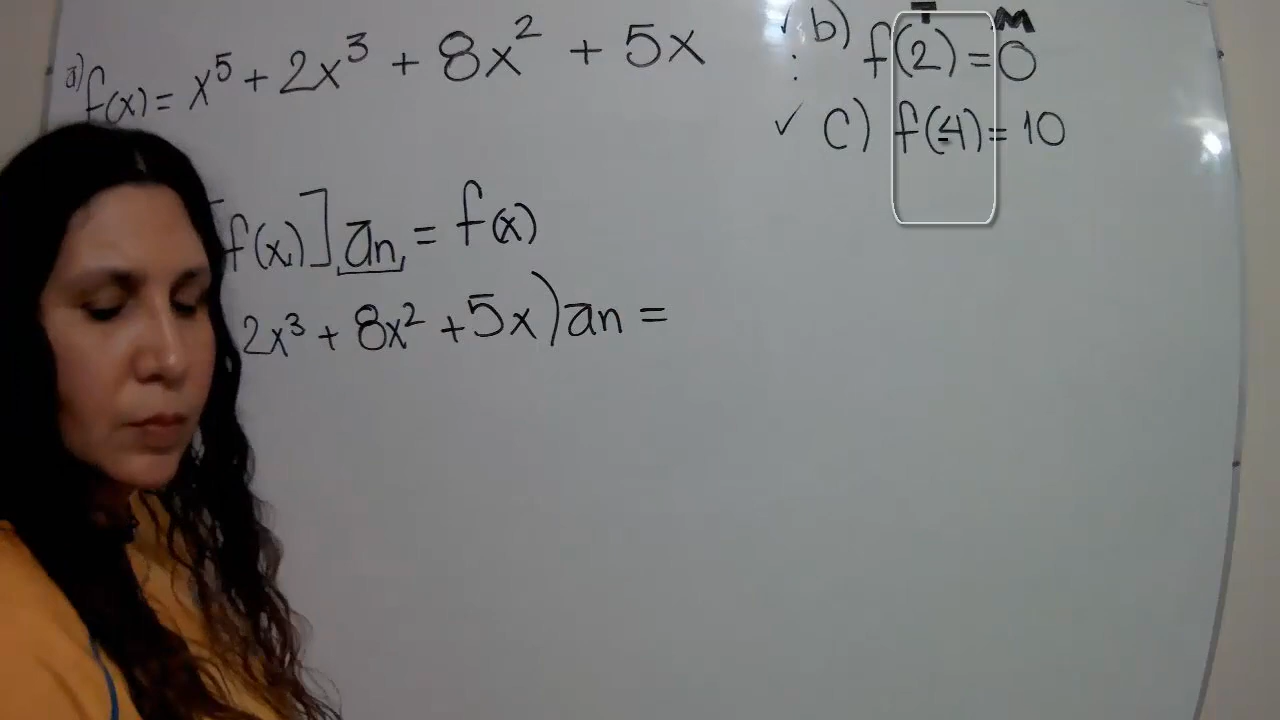 a) f(x) = x⁵ + 2x³ + 8x² + 5x
✓ b) f(2) = 0
✓ c) f(-4) = 10
f(x)] an = f(x)
2x³ + 8x² + 5x) an =